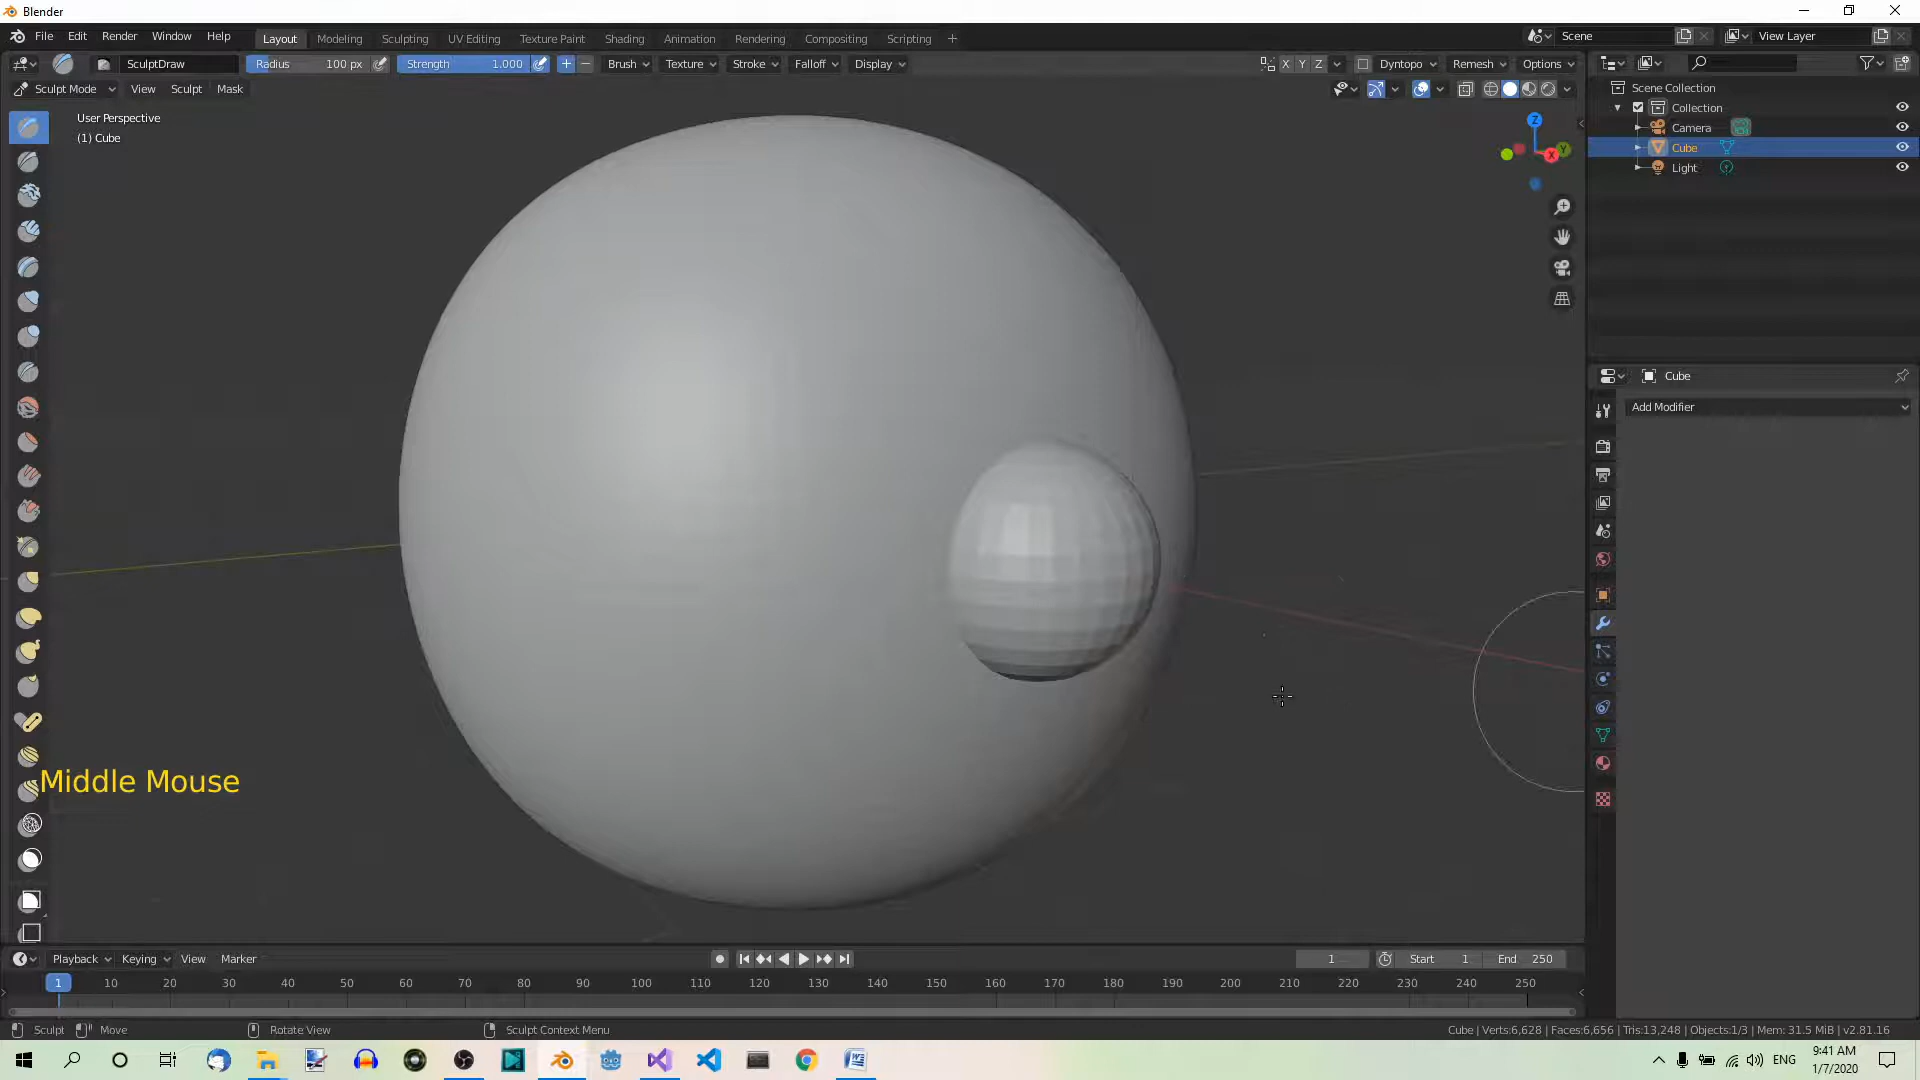 Blender
File Edit Render Window Help
Layout Modeling Sculpting UV Editing Texture Paint Shading Animation Rendering Compositing Scripting
Scene View Layer
SculptDraw Radius 100 px Strength 1.000 Brush Texture Stroke Falloff Display X Y Z Dyntopo Remesh Options
Sculpt Mode View Sculpt Mask
User Perspective
(1) Cube
Z
X Y
Scene Collection
Collection
Camera
Cube
Light
Cube
Add Modifier
Middle Mouse
Playback Keying View Marker 1 Start 1 End 250
1 10 20 30 40 50 60 70 80 90 100 110 120 130 140 150 160 170 180 190 200 210 220 230 240 250
Sculpt Move Rotate View Sculpt Context Menu Cube | Verts:6,628 | Faces:6,656 | Tris:13,248 | Objects:1/3 | Mem: 31.5 MiB | v2.81.16
ENG
9:41 AM
1/7/2020